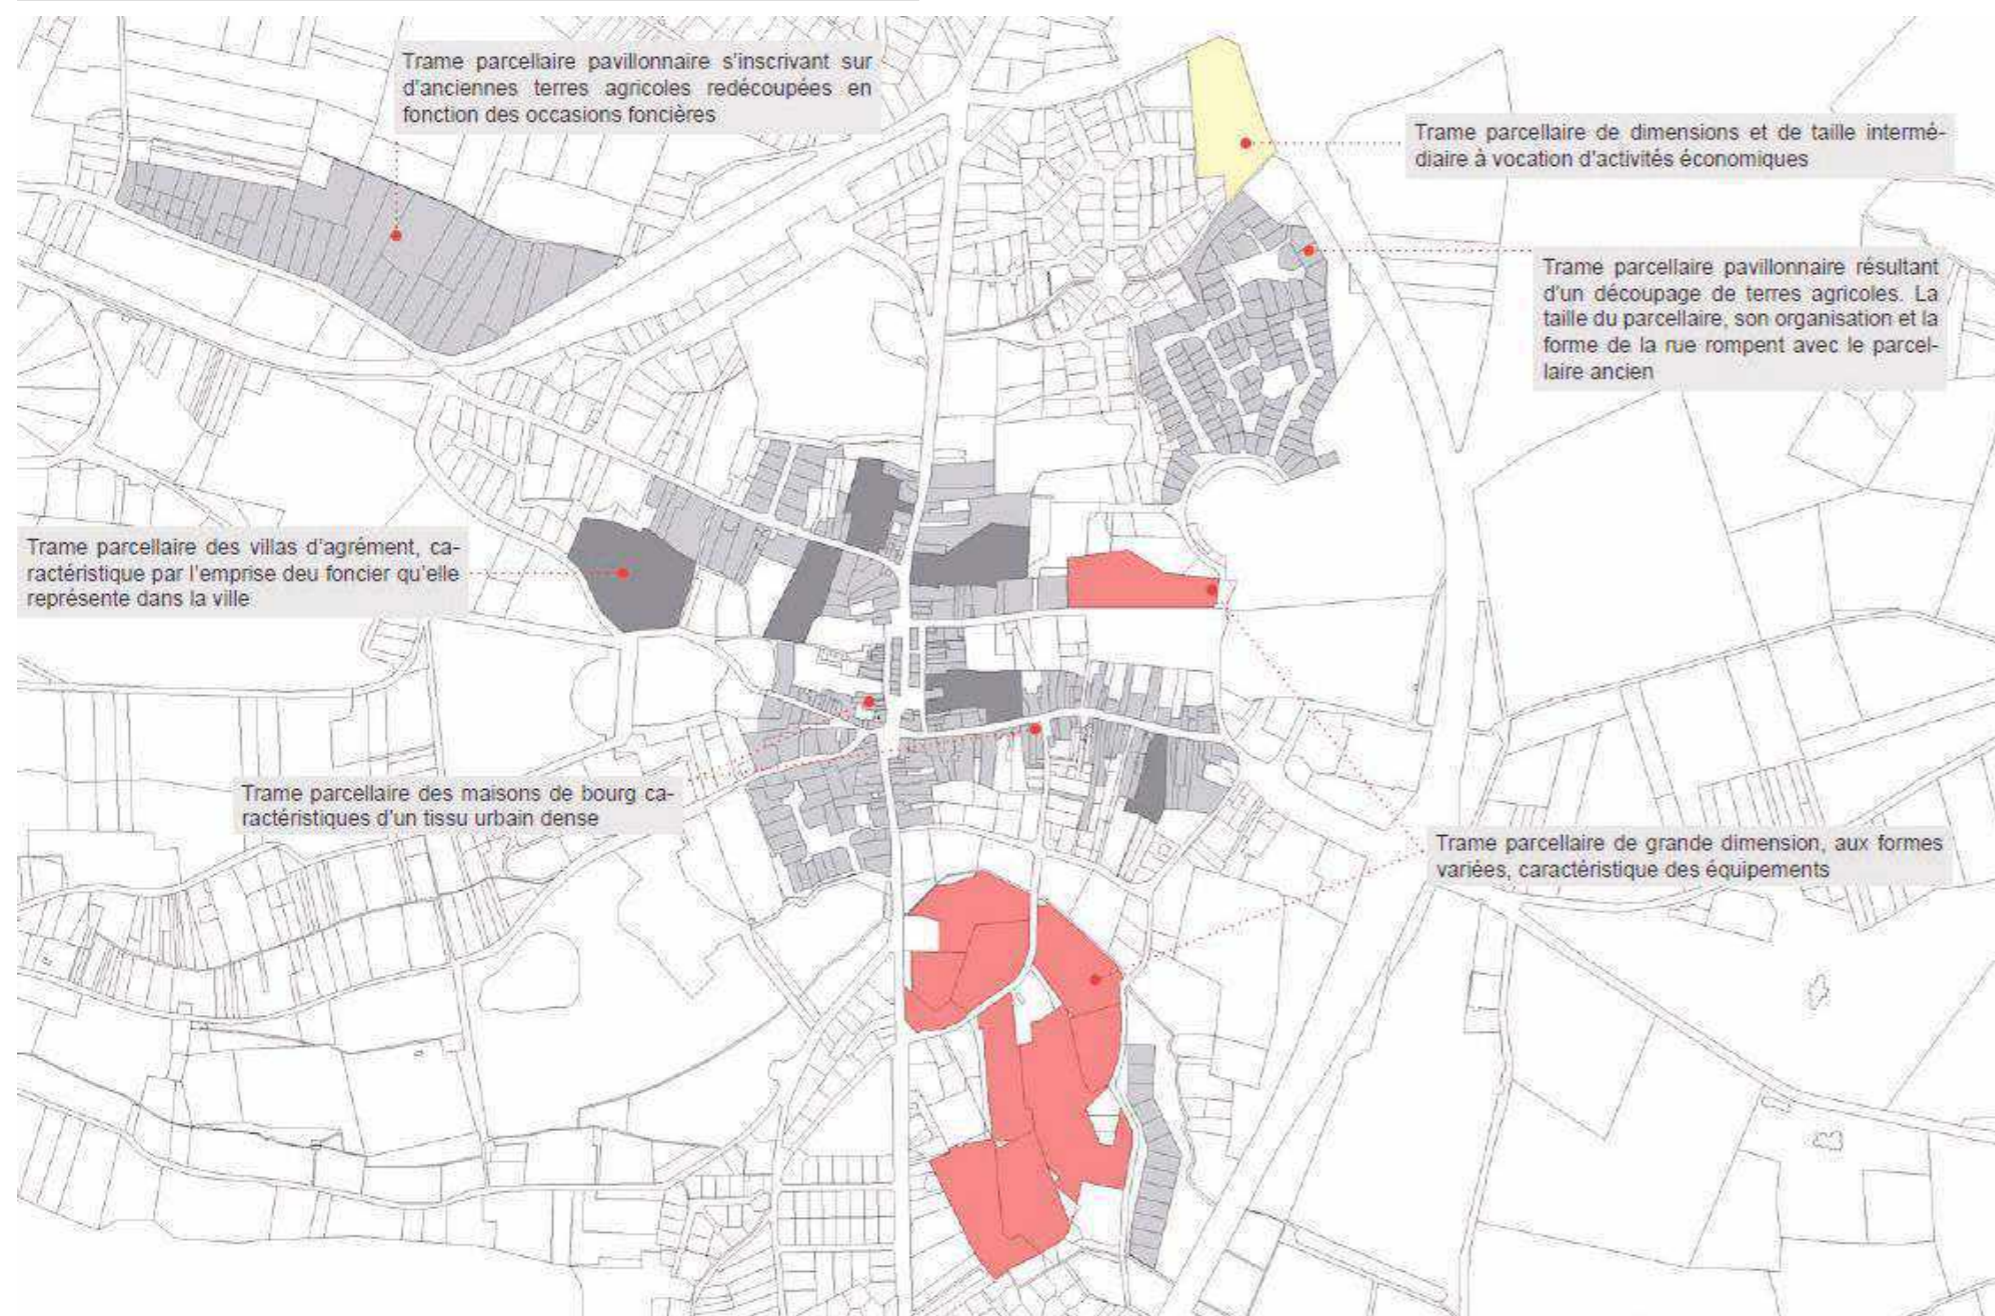 Trame parcellaire pavillonnaire s'inscrivant sur
d'anciennes terres agricoles redécoupées en
fonction des occasions foncières
Trame parcellaire de dimensions et de taille intermé-
diaire à vocation d'activités économiques
Trame parcellaire pavillonnaire résultant
d'un découpage de terres agricoles. La
taille du parcellaire, son organisation et la
forme de la rue rompent avec le parcel-
laire ancien
Trame parcellaire des villas d'agrément, ca-
ractéristique par l'emprise deu foncier qu'elle
représente dans la ville
Trame parcellaire des maisons de bourg ca-
ractéristiques d'un tissu urbain dense
Trame parcellaire de grande dimension, aux formes
variées, caractéristique des équipements